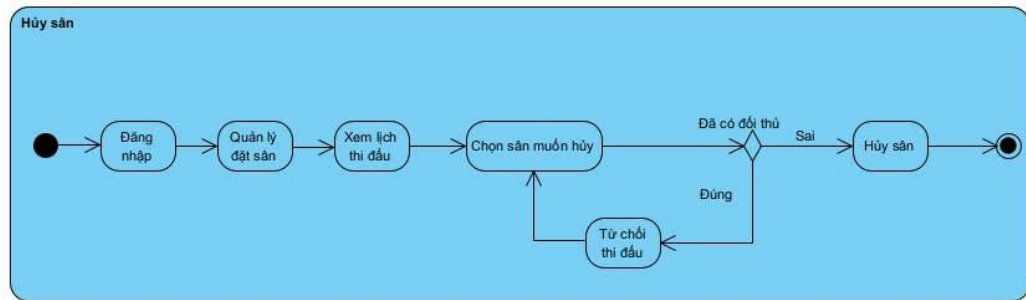 Hủy sân
Đăng
nhập
Quản lý
đặt sân
Xem lịch
thi đấu
Chọn sân muốn hủy
Đã có đối thủ
Sai
Hủy sân
Đúng
Từ chối
thi đấu